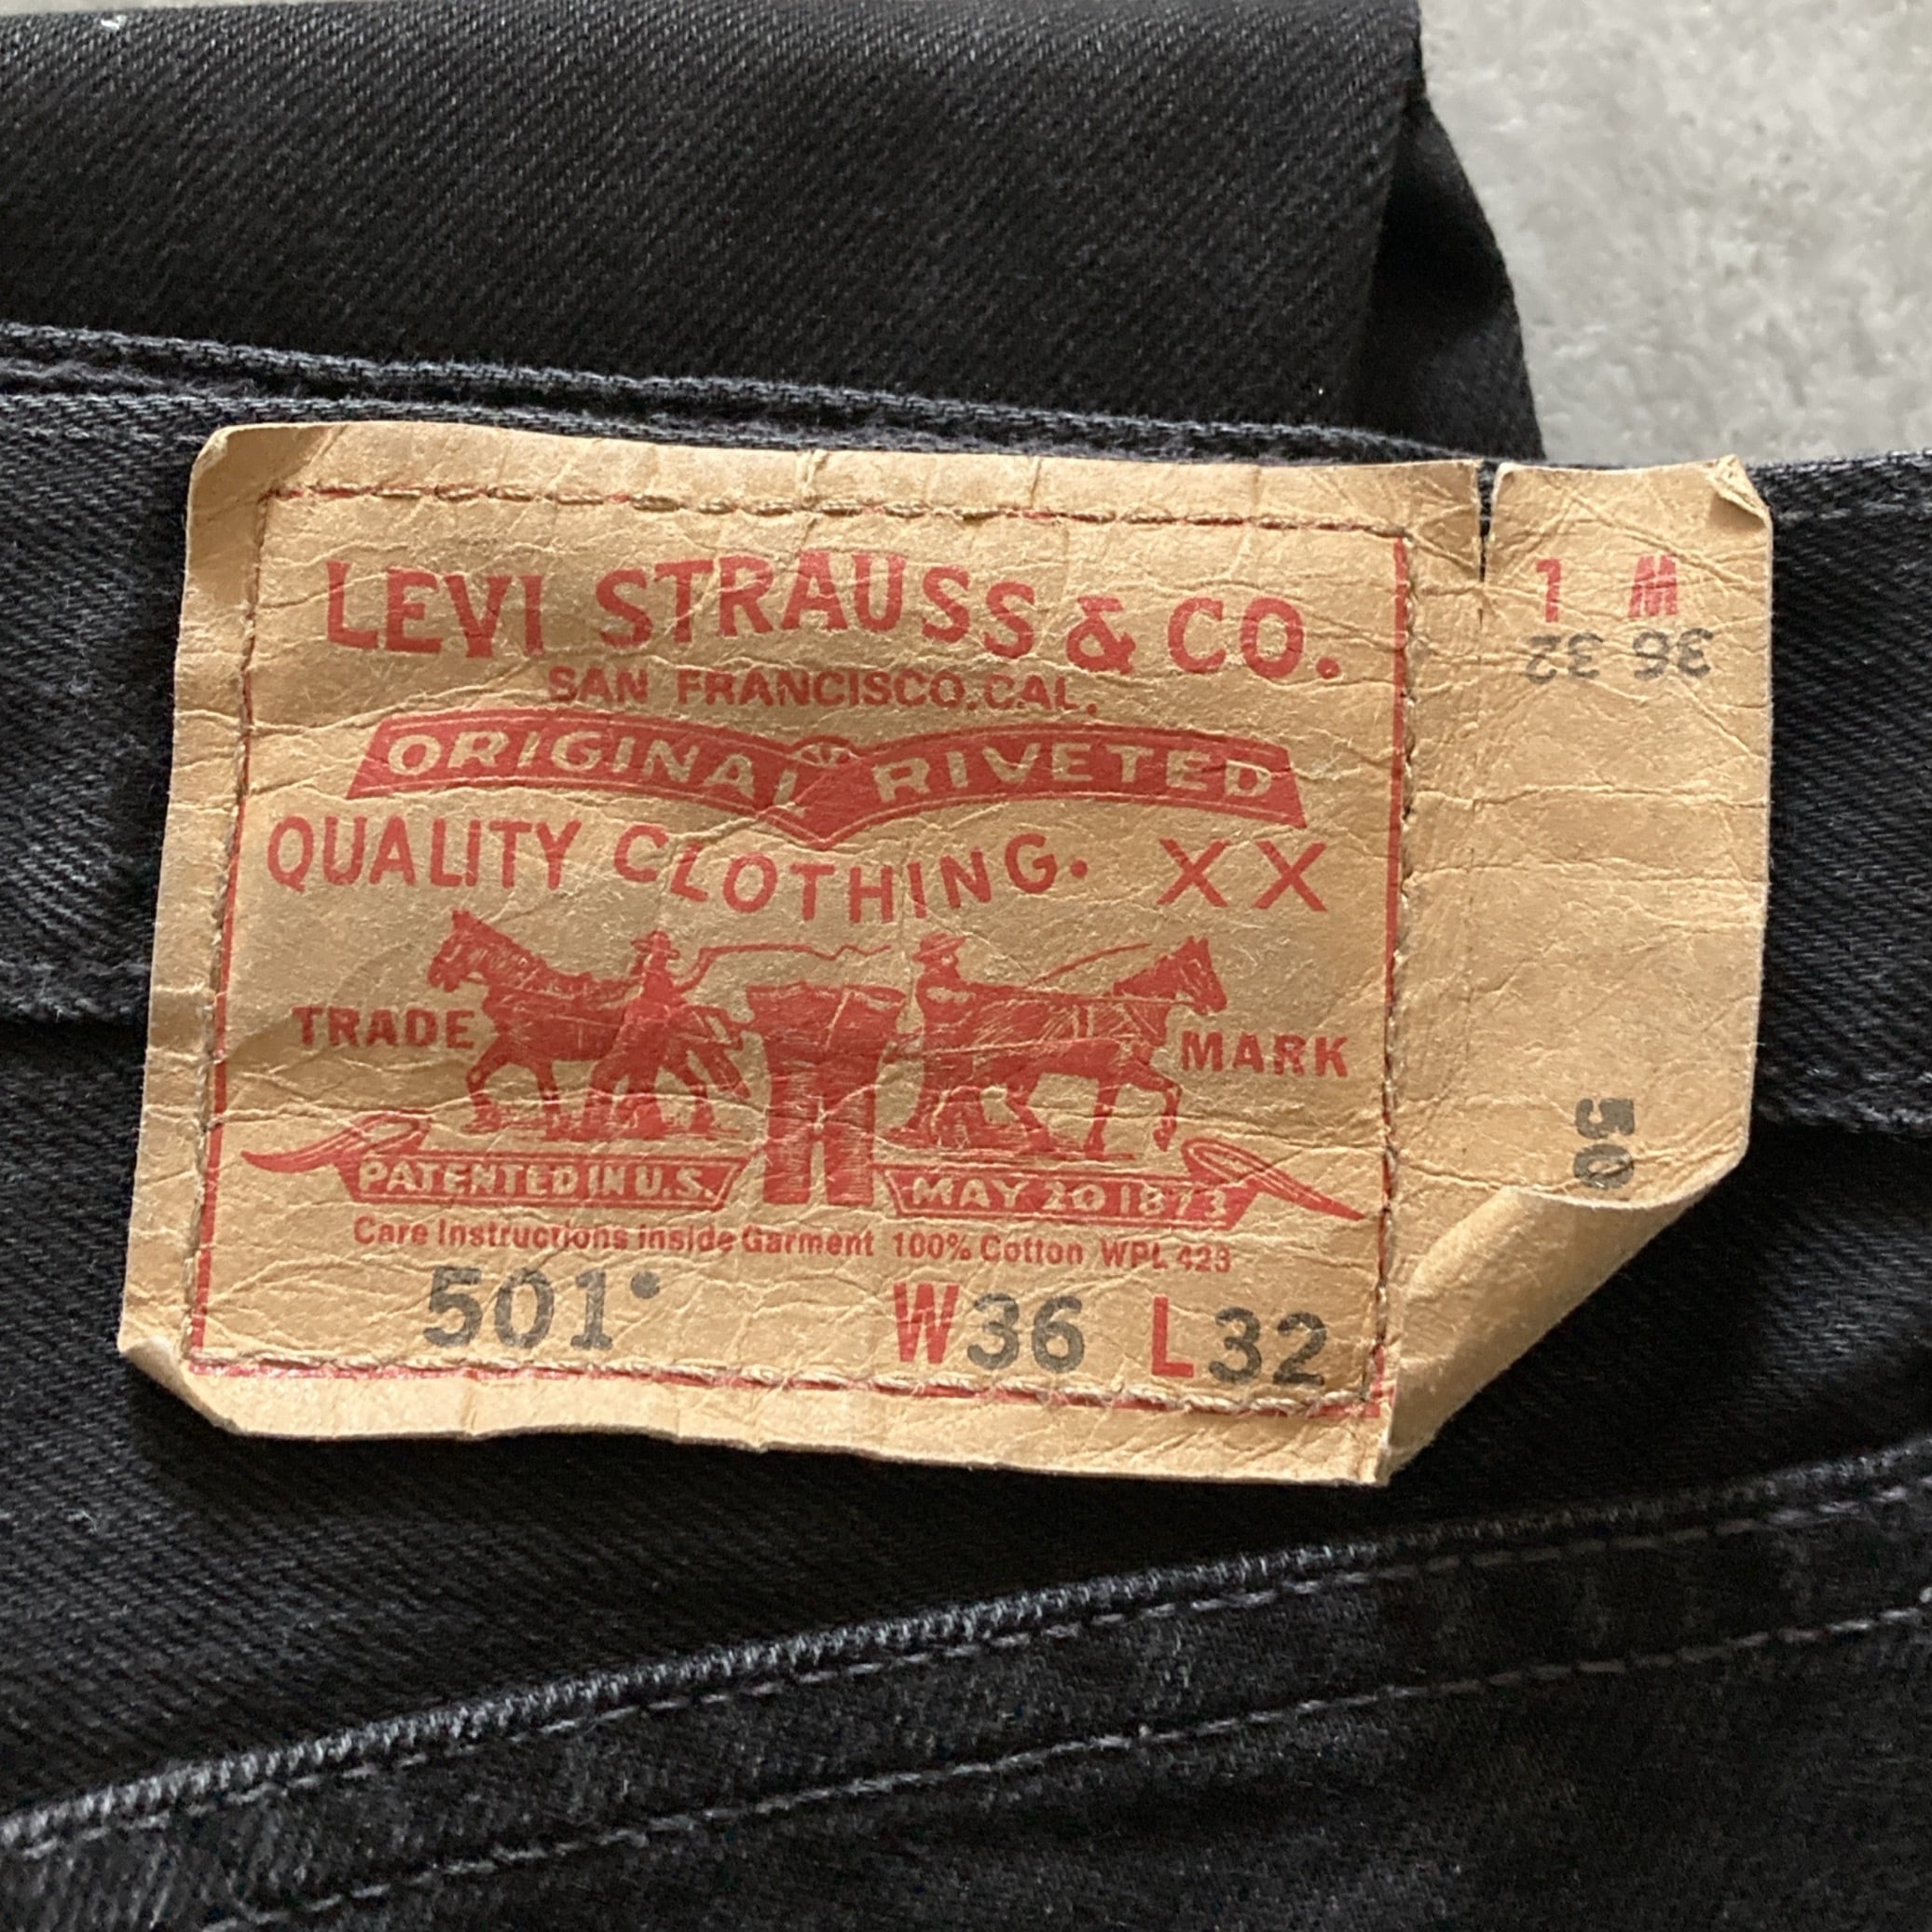 LEVI STRAUSS & CO.
SAN FRANCISCO, CAL.
ORIGINAL RIVETED
QUALITY CLOTHING. XX
TRADE MARK
PATENTED IN U.S. MAY 20 1873
Care Instructions inside Garment 100% Cotton WPL 423
501® W36 L32
W L
36 32
50